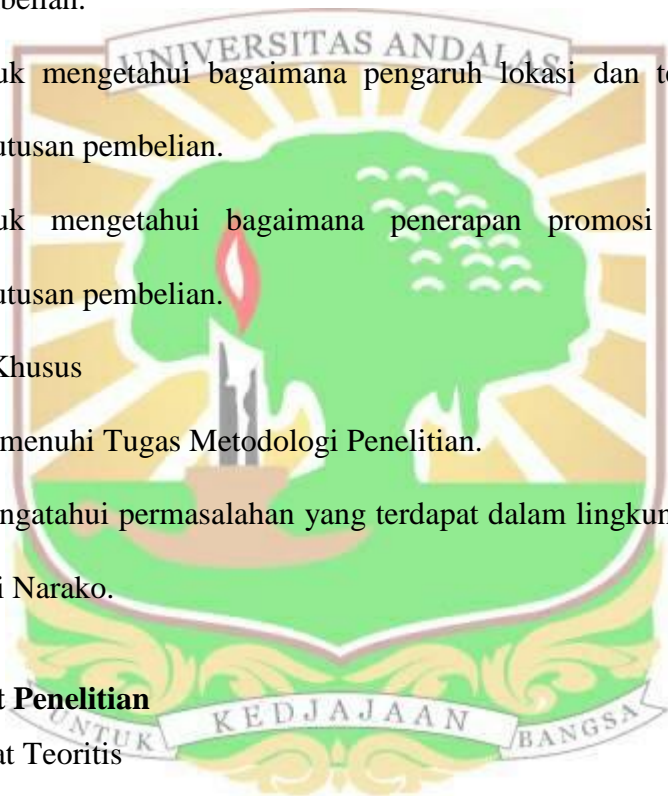 belian.
UNIVERSITAS ANDALAS
uk mengetahui bagaimana pengaruh lokasi dan
utusan pembelian.
uk mengetahui bagaimana penerapan promosi
utusan pembelian.
Khusus
menuhi Tugas Metodologi Penelitian.
ngatahui permasalahan yang terdapat dalam lingkun
i Narako.
t Penelitian
UNTUK KEDJAJAAN BANGSA
at Teoritis